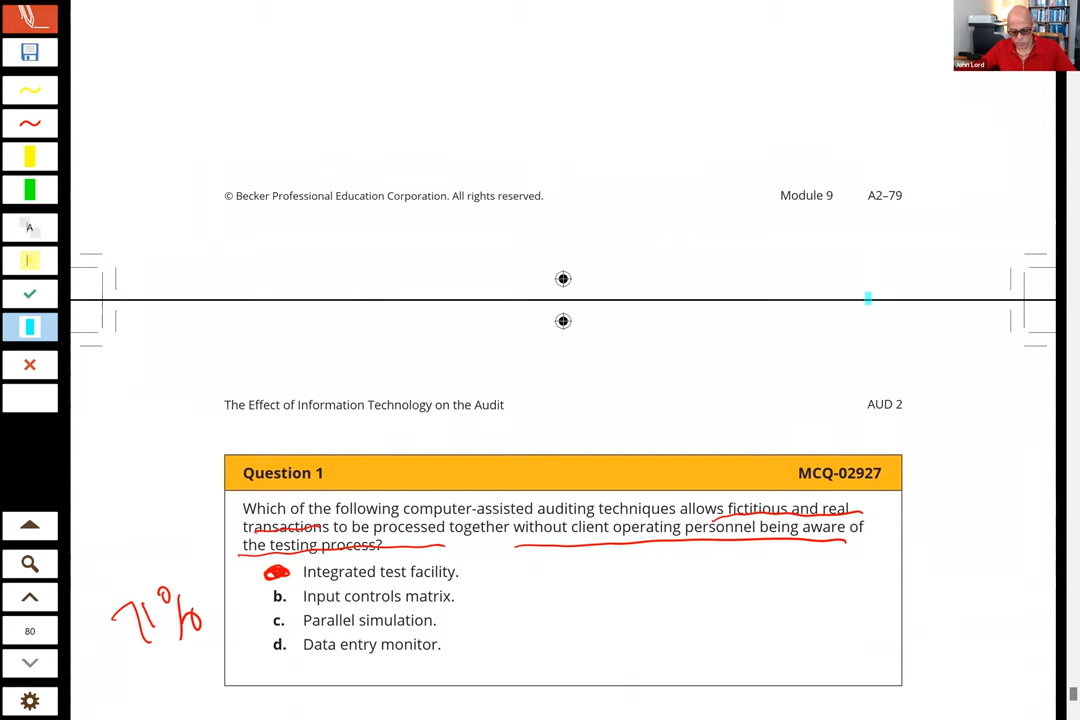 John Lord
© Becker Professional Education Corporation. All rights reserved.
Module 9 A2–79
The Effect of Information Technology on the Audit
AUD 2
Question 1
MCQ-02927
Which of the following computer-assisted auditing techniques allows fictitious and real
transactions to be processed together without client operating personnel being aware of
the testing process?
Integrated test facility.
b. Input controls matrix.
c. Parallel simulation.
d. Data entry monitor.
71%
A
80